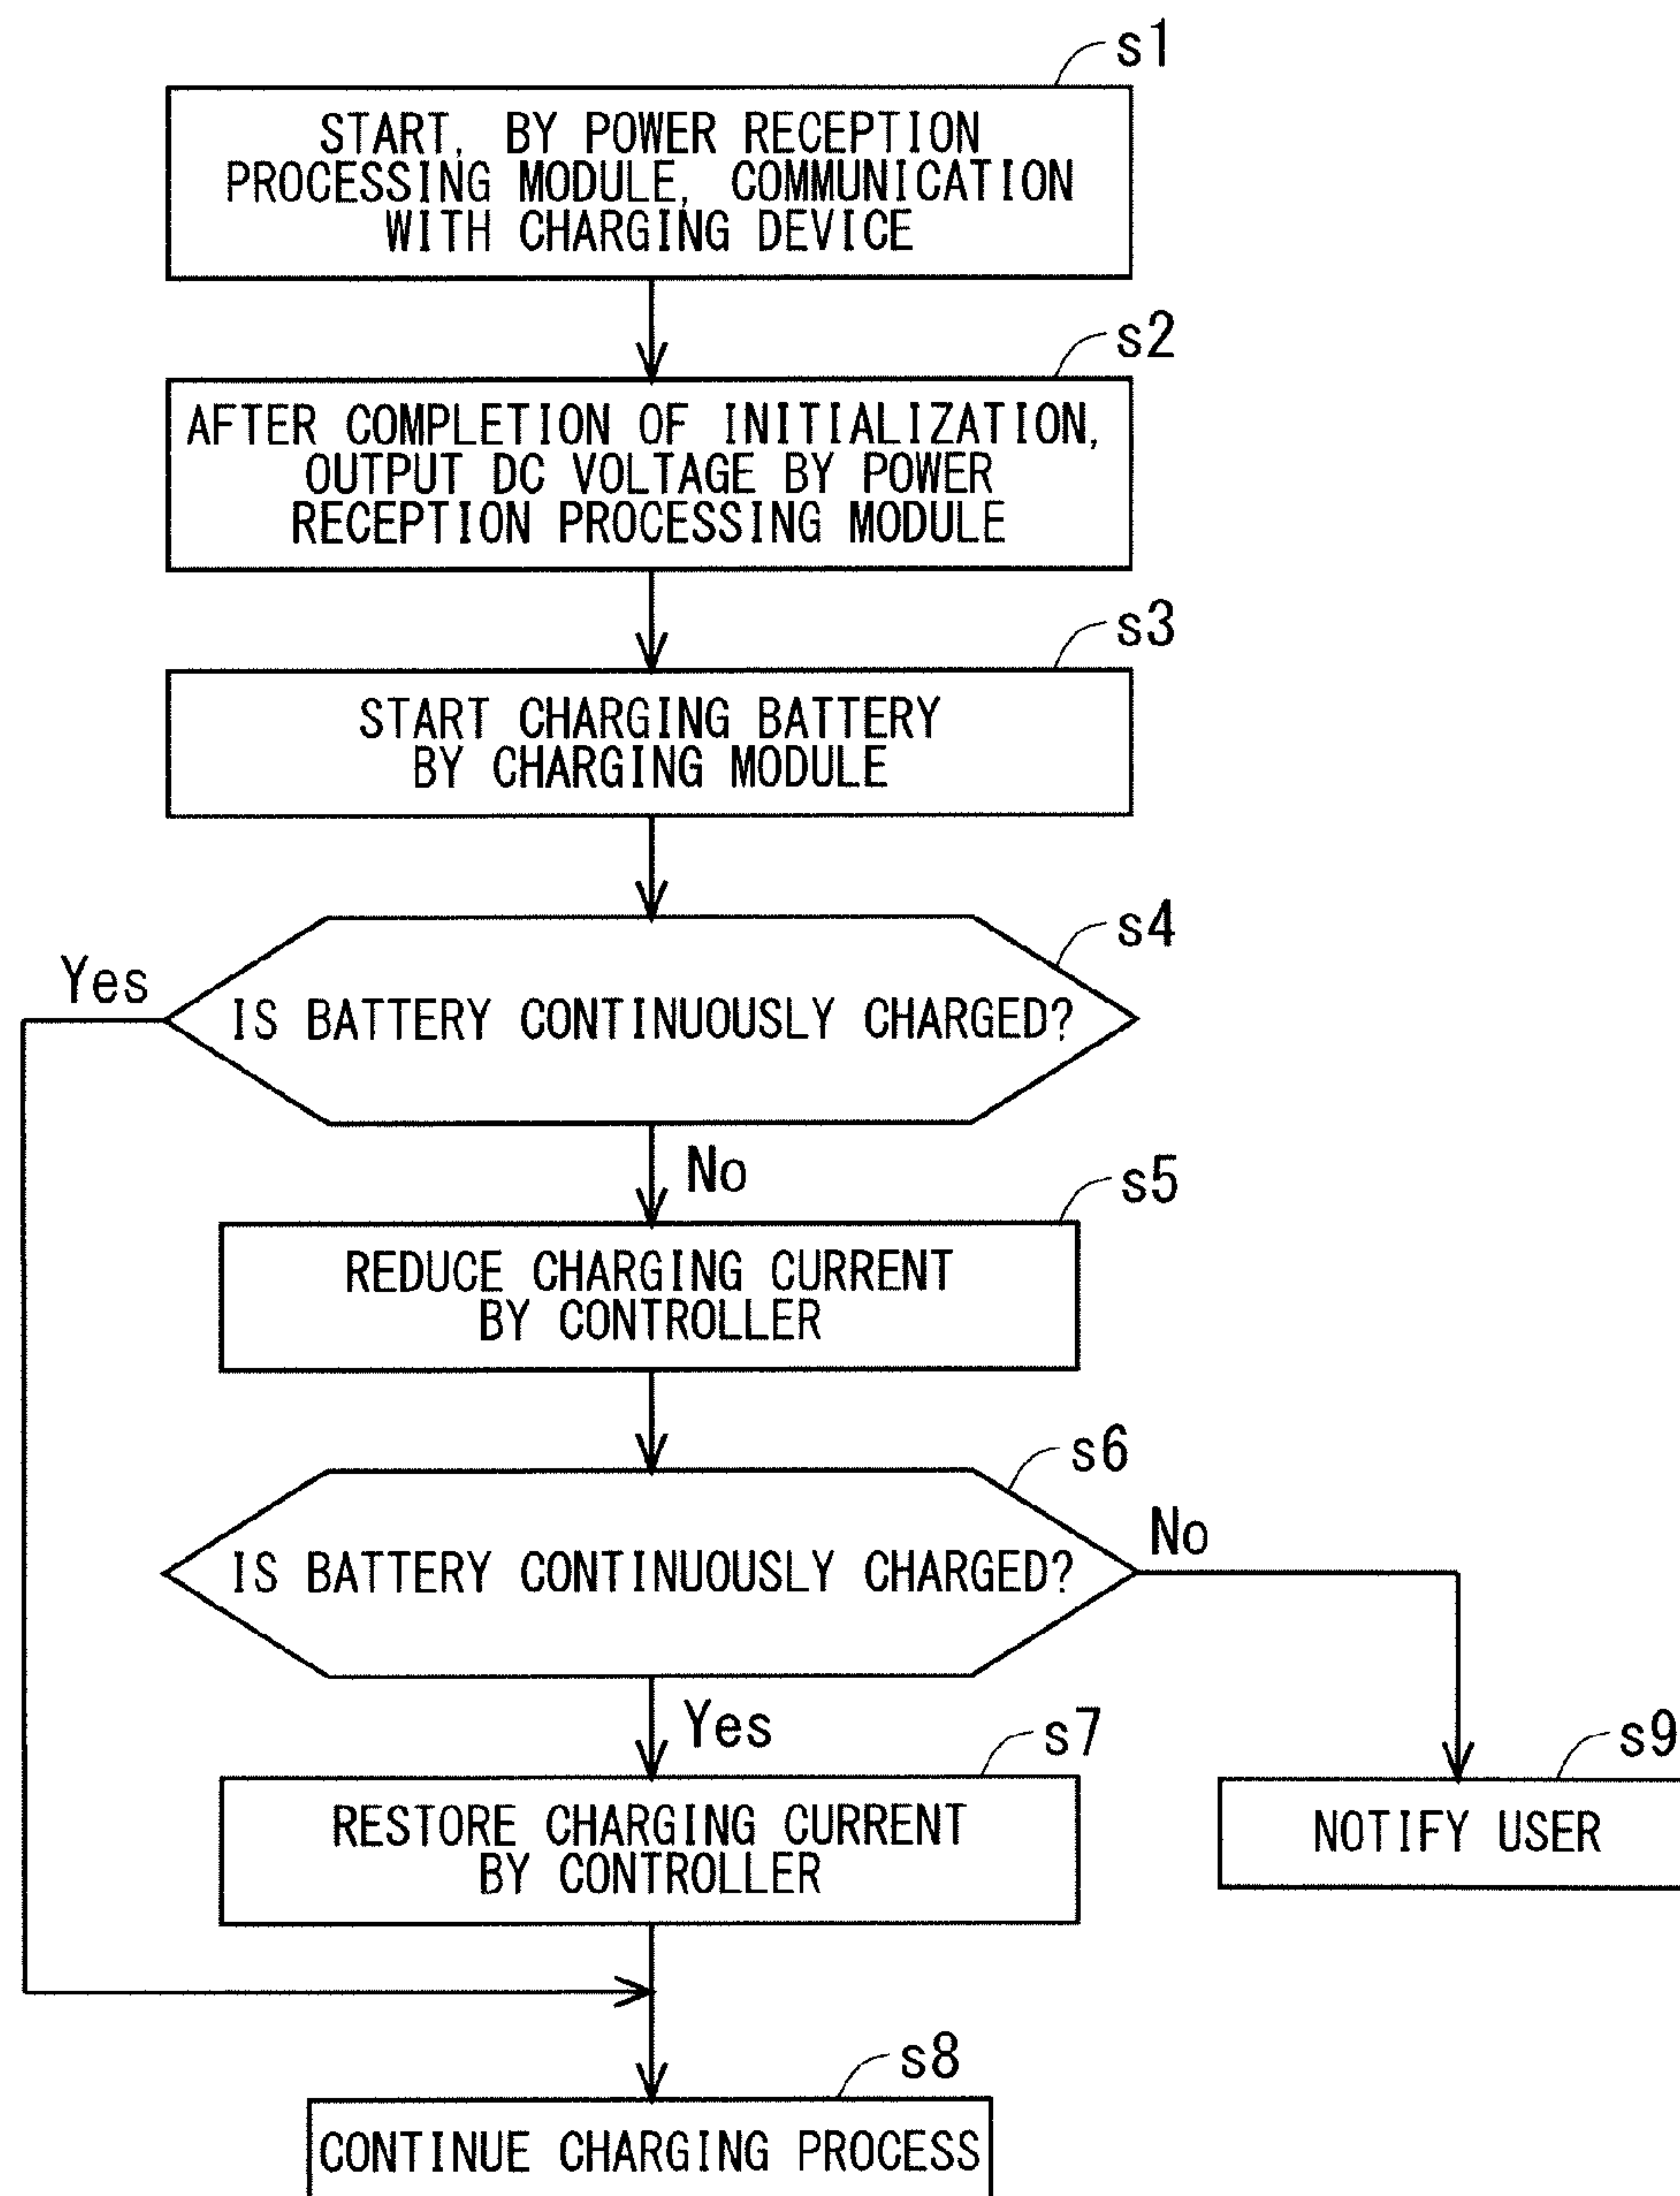 s1
START, BY POWER RECEPTION
PROCESSING MODULE, COMMUNICATION
WITH CHARGING DEVICE
s2
AFTER COMPLETION OF INITIALIZATION,
OUTPUT DC VOLTAGE BY POWER
RECEPTION PROCESSING MODULE
s3
START CHARGING BATTERY
BY CHARGING MODULE
s4
Yes
IS BATTERY CONTINUOUSLY CHARGED?
No
s5
REDUCE CHARGING CURRENT
BY CONTROLLER
s6
No
IS BATTERY CONTINUOUSLY CHARGED?
Yes
s7
RESTORE CHARGING CURRENT
BY CONTROLLER
s9
NOTIFY USER
s8
CONTINUE CHARGING PROCESS